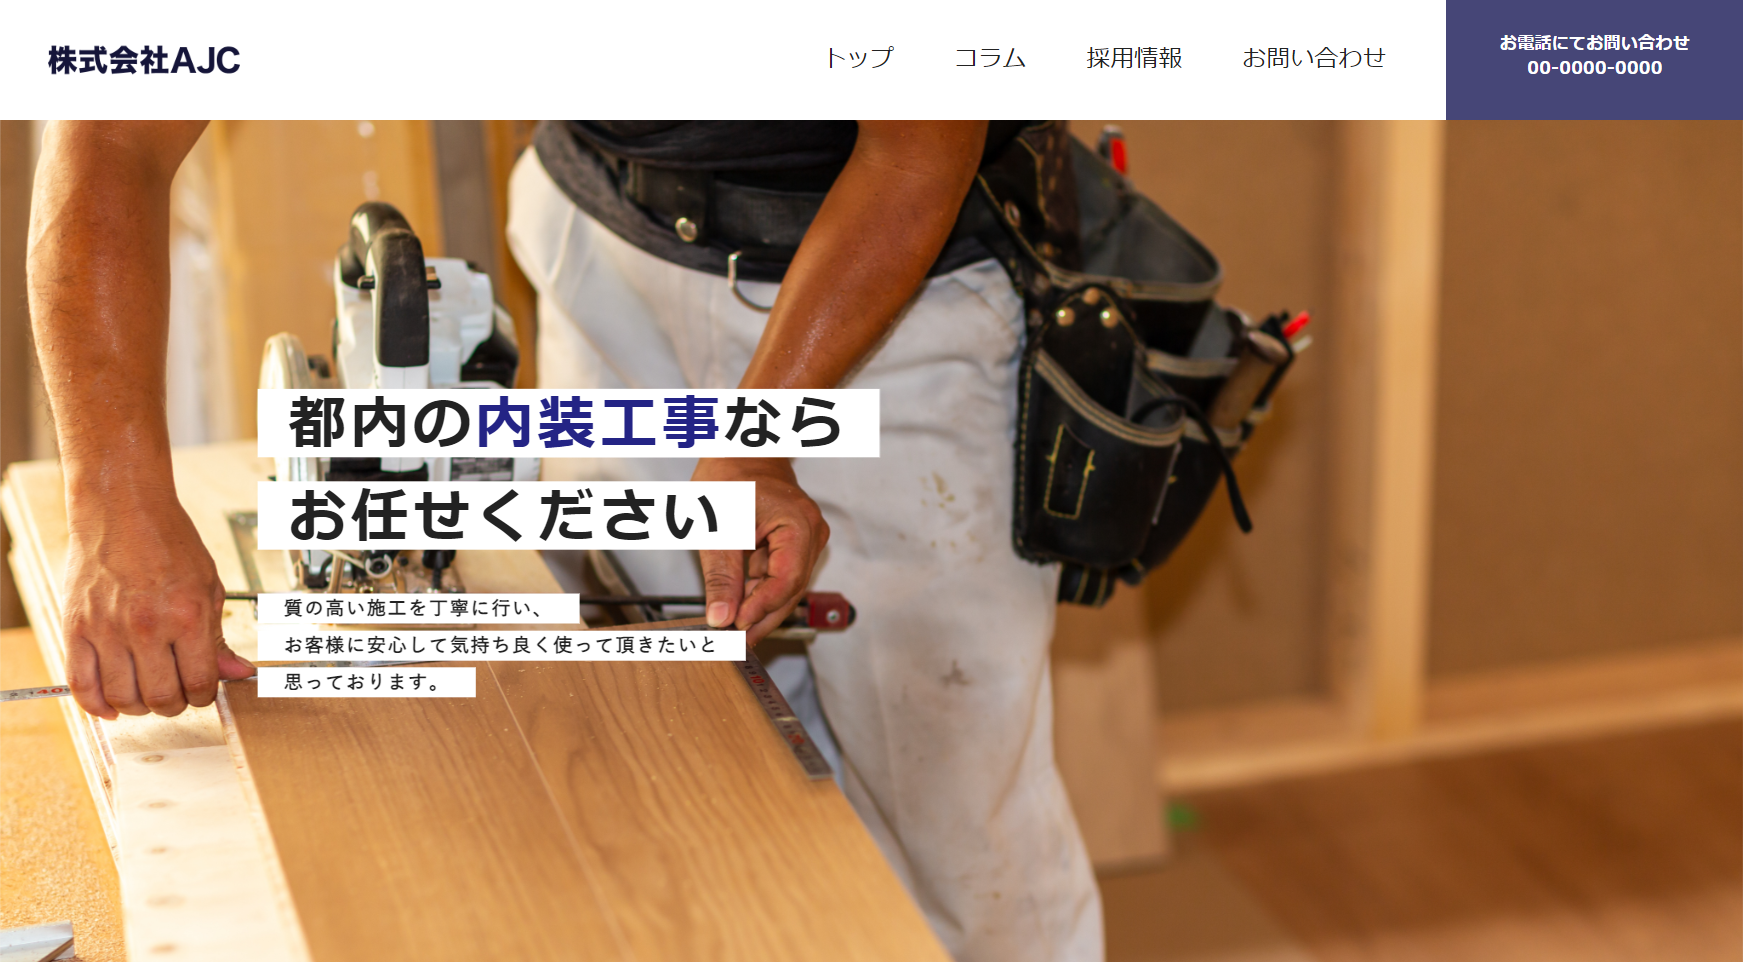 株式会社AJC
トップ
コラム
採用情報
お問い合わせ
お電話にてお問い合わせ
00-0000-0000
都内の内装工事なら
お任せください
質の高い施工を丁寧に行い、
お客様に安心して気持ち良く使って頂きたいと
思っております。